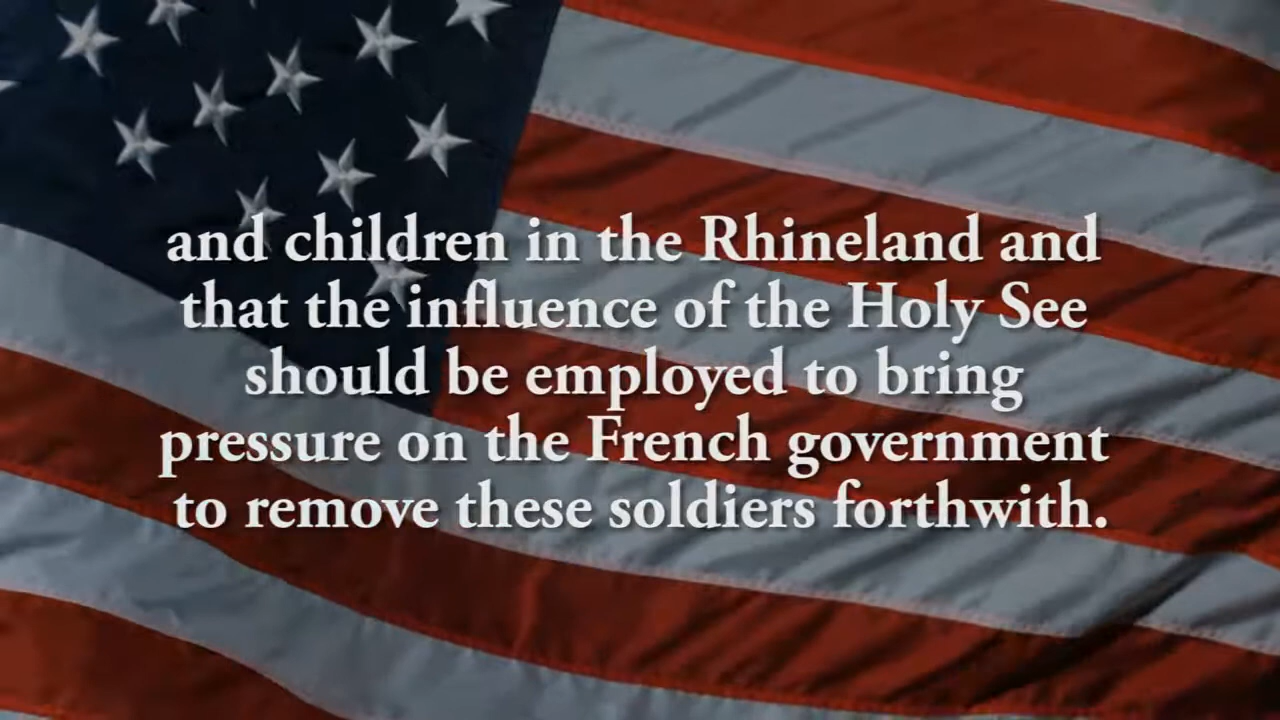 and children in the Rhineland and
that the influence of the Holy See
should be employed to bring
pressure on the French government
to remove these soldiers forthwith.